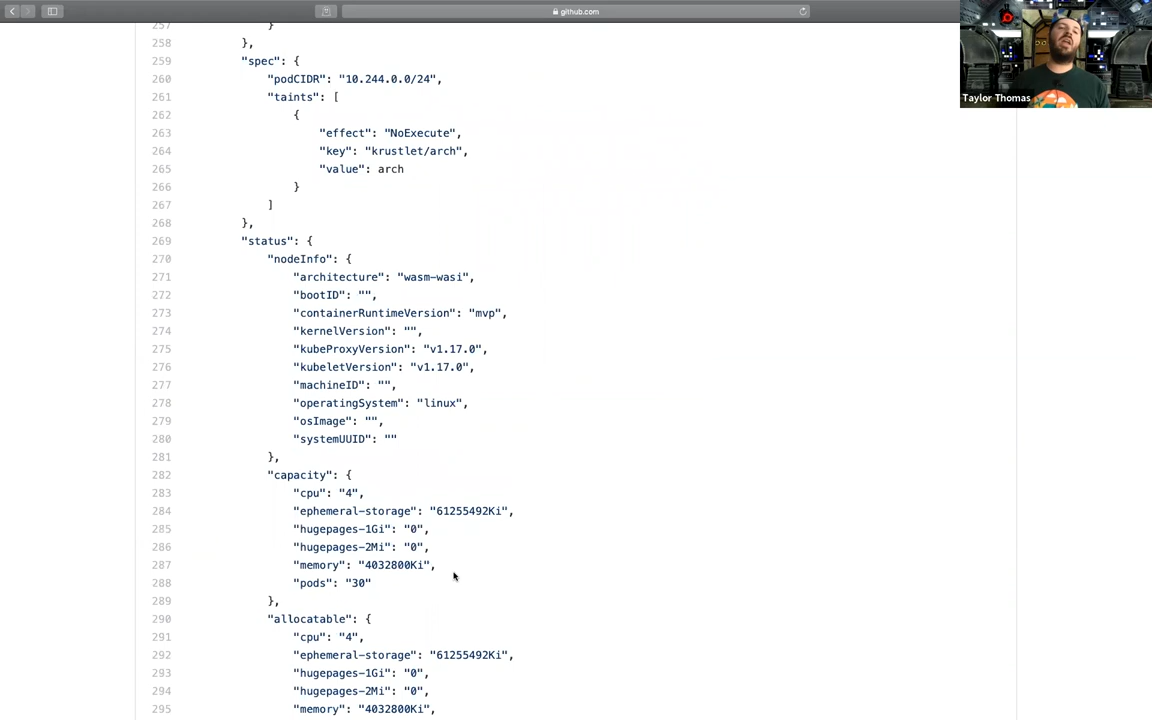 github.com
Taylor Thomas
257 }
258 },
259 "spec": {
260 "podCIDR": "10.244.0.0/24",
261 "taints": [
262 {
263 "effect": "NoExecute",
264 "key": "krustlet/arch",
265 "value": arch
266 }
267 ]
268 },
269 "status": {
270 "nodeInfo": {
271 "architecture": "wasm-wasi",
272 "bootID": "",
273 "containerRuntimeVersion": "mvp",
274 "kernelVersion": "",
275 "kubeProxyVersion": "v1.17.0",
276 "kubeletVersion": "v1.17.0",
277 "machineID": "",
278 "operatingSystem": "linux",
279 "osImage": "",
280 "systemUUID": ""
281 },
282 "capacity": {
283 "cpu": "4",
284 "ephemeral-storage": "61255492Ki",
285 "hugepages-1Gi": "0",
286 "hugepages-2Mi": "0",
287 "memory": "4032800Ki",
288 "pods": "30"
289 },
290 "allocatable": {
291 "cpu": "4",
292 "ephemeral-storage": "61255492Ki",
293 "hugepages-1Gi": "0",
294 "hugepages-2Mi": "0",
295 "memory": "4032800Ki",